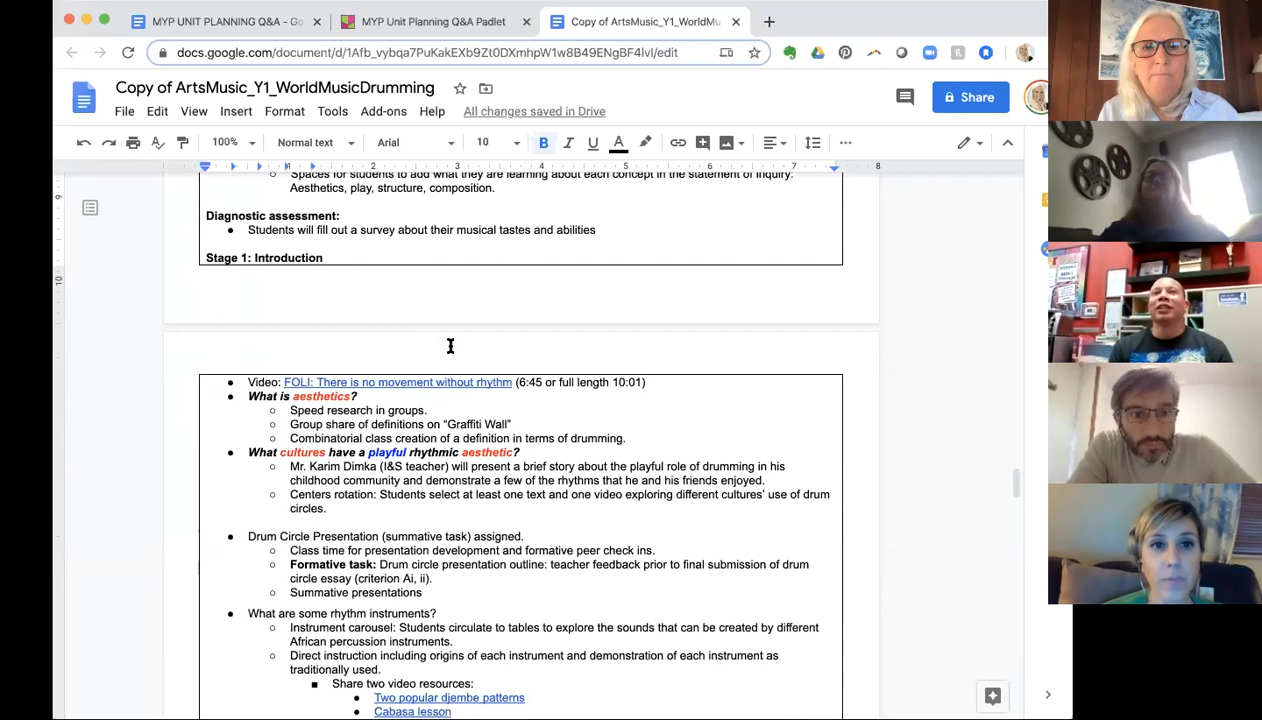 MYP UNIT PLANNING Q&A - Go
MYP Unit Planning Q&A Padlet
Copy of ArtsMusic_Y1_WorldMu
docs.google.com/document/d/1Afb_vybqa7PuKakEXD9Zt0DXmhpW1w8B49ENgBF4lvI/edit
Copy of ArtsMusic_Y1_WorldMusicDrumming
File Edit View Insert Format Tools Add-ons Help All changes saved in Drive
Share
100% Normal text Arial 10 B I U A
1 2 3 4 5 6 7 8
9
10
Spaces for students to add what they are learning about each concept in the statement of inquiry:
Aesthetics, play, structure, composition.
Diagnostic assessment:
● Students will fill out a survey about their musical tastes and abilities
Stage 1: Introduction
● Video: FOLI: There is no movement without rhythm (6:45 or full length 10:01)
● What is aesthetics?
○ Speed research in groups.
○ Group share of definitions on “Graffiti Wall”
○ Combinatorial class creation of a definition in terms of drumming.
● What cultures have a playful rhythmic aesthetic?
○ Mr. Karim Dimka (I&S teacher) will present a brief story about the playful role of drumming in his
childhood community and demonstrate a few of the rhythms that he and his friends enjoyed.
○ Centers rotation: Students select at least one text and one video exploring different cultures’ use of drum
circles.
● Drum Circle Presentation (summative task) assigned.
○ Class time for presentation development and formative peer check ins.
○ Formative task: Drum circle presentation outline: teacher feedback prior to final submission of drum
circle essay (criterion Ai, ii).
○ Summative presentations
● What are some rhythm instruments?
○ Instrument carousel: Students circulate to tables to explore the sounds that can be created by different
African percussion instruments.
○ Direct instruction including origins of each instrument and demonstration of each instrument as
traditionally used.
■ Share two video resources:
● Two popular djembe patterns
● Cabasa lesson